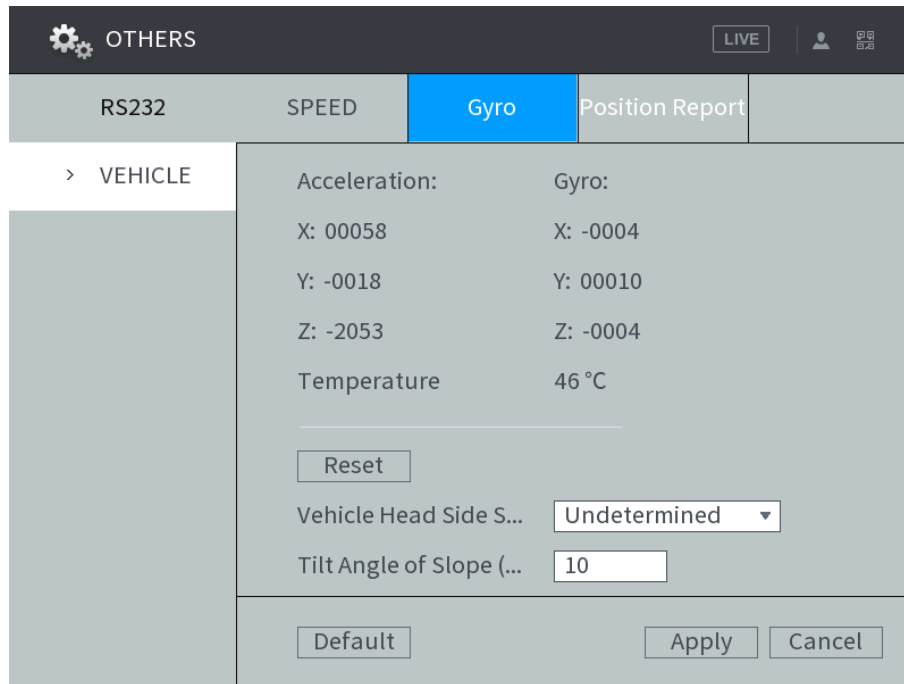 OTHERS LIVE
RS232 SPEED Gyro Position Report
> VEHICLE
Acceleration: Gyro:
X: 00058 X: -0004
Y: -0018 Y: 00010
Z: -2053 Z: -0004
Temperature 46 °C
Reset
Vehicle Head Side S... Undetermined
Tilt Angle of Slope (... 10
Default Apply Cancel